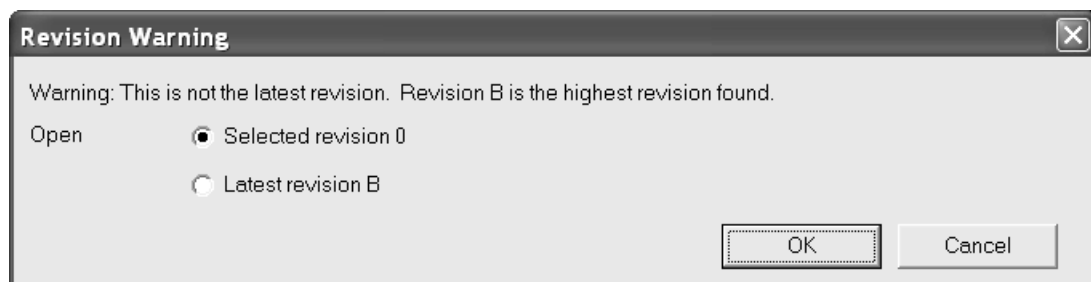 Revision Warning
Warning: This is not the latest revision. Revision B is the highest revision found.
Open Selected revision 0
Latest revision B
OK Cancel